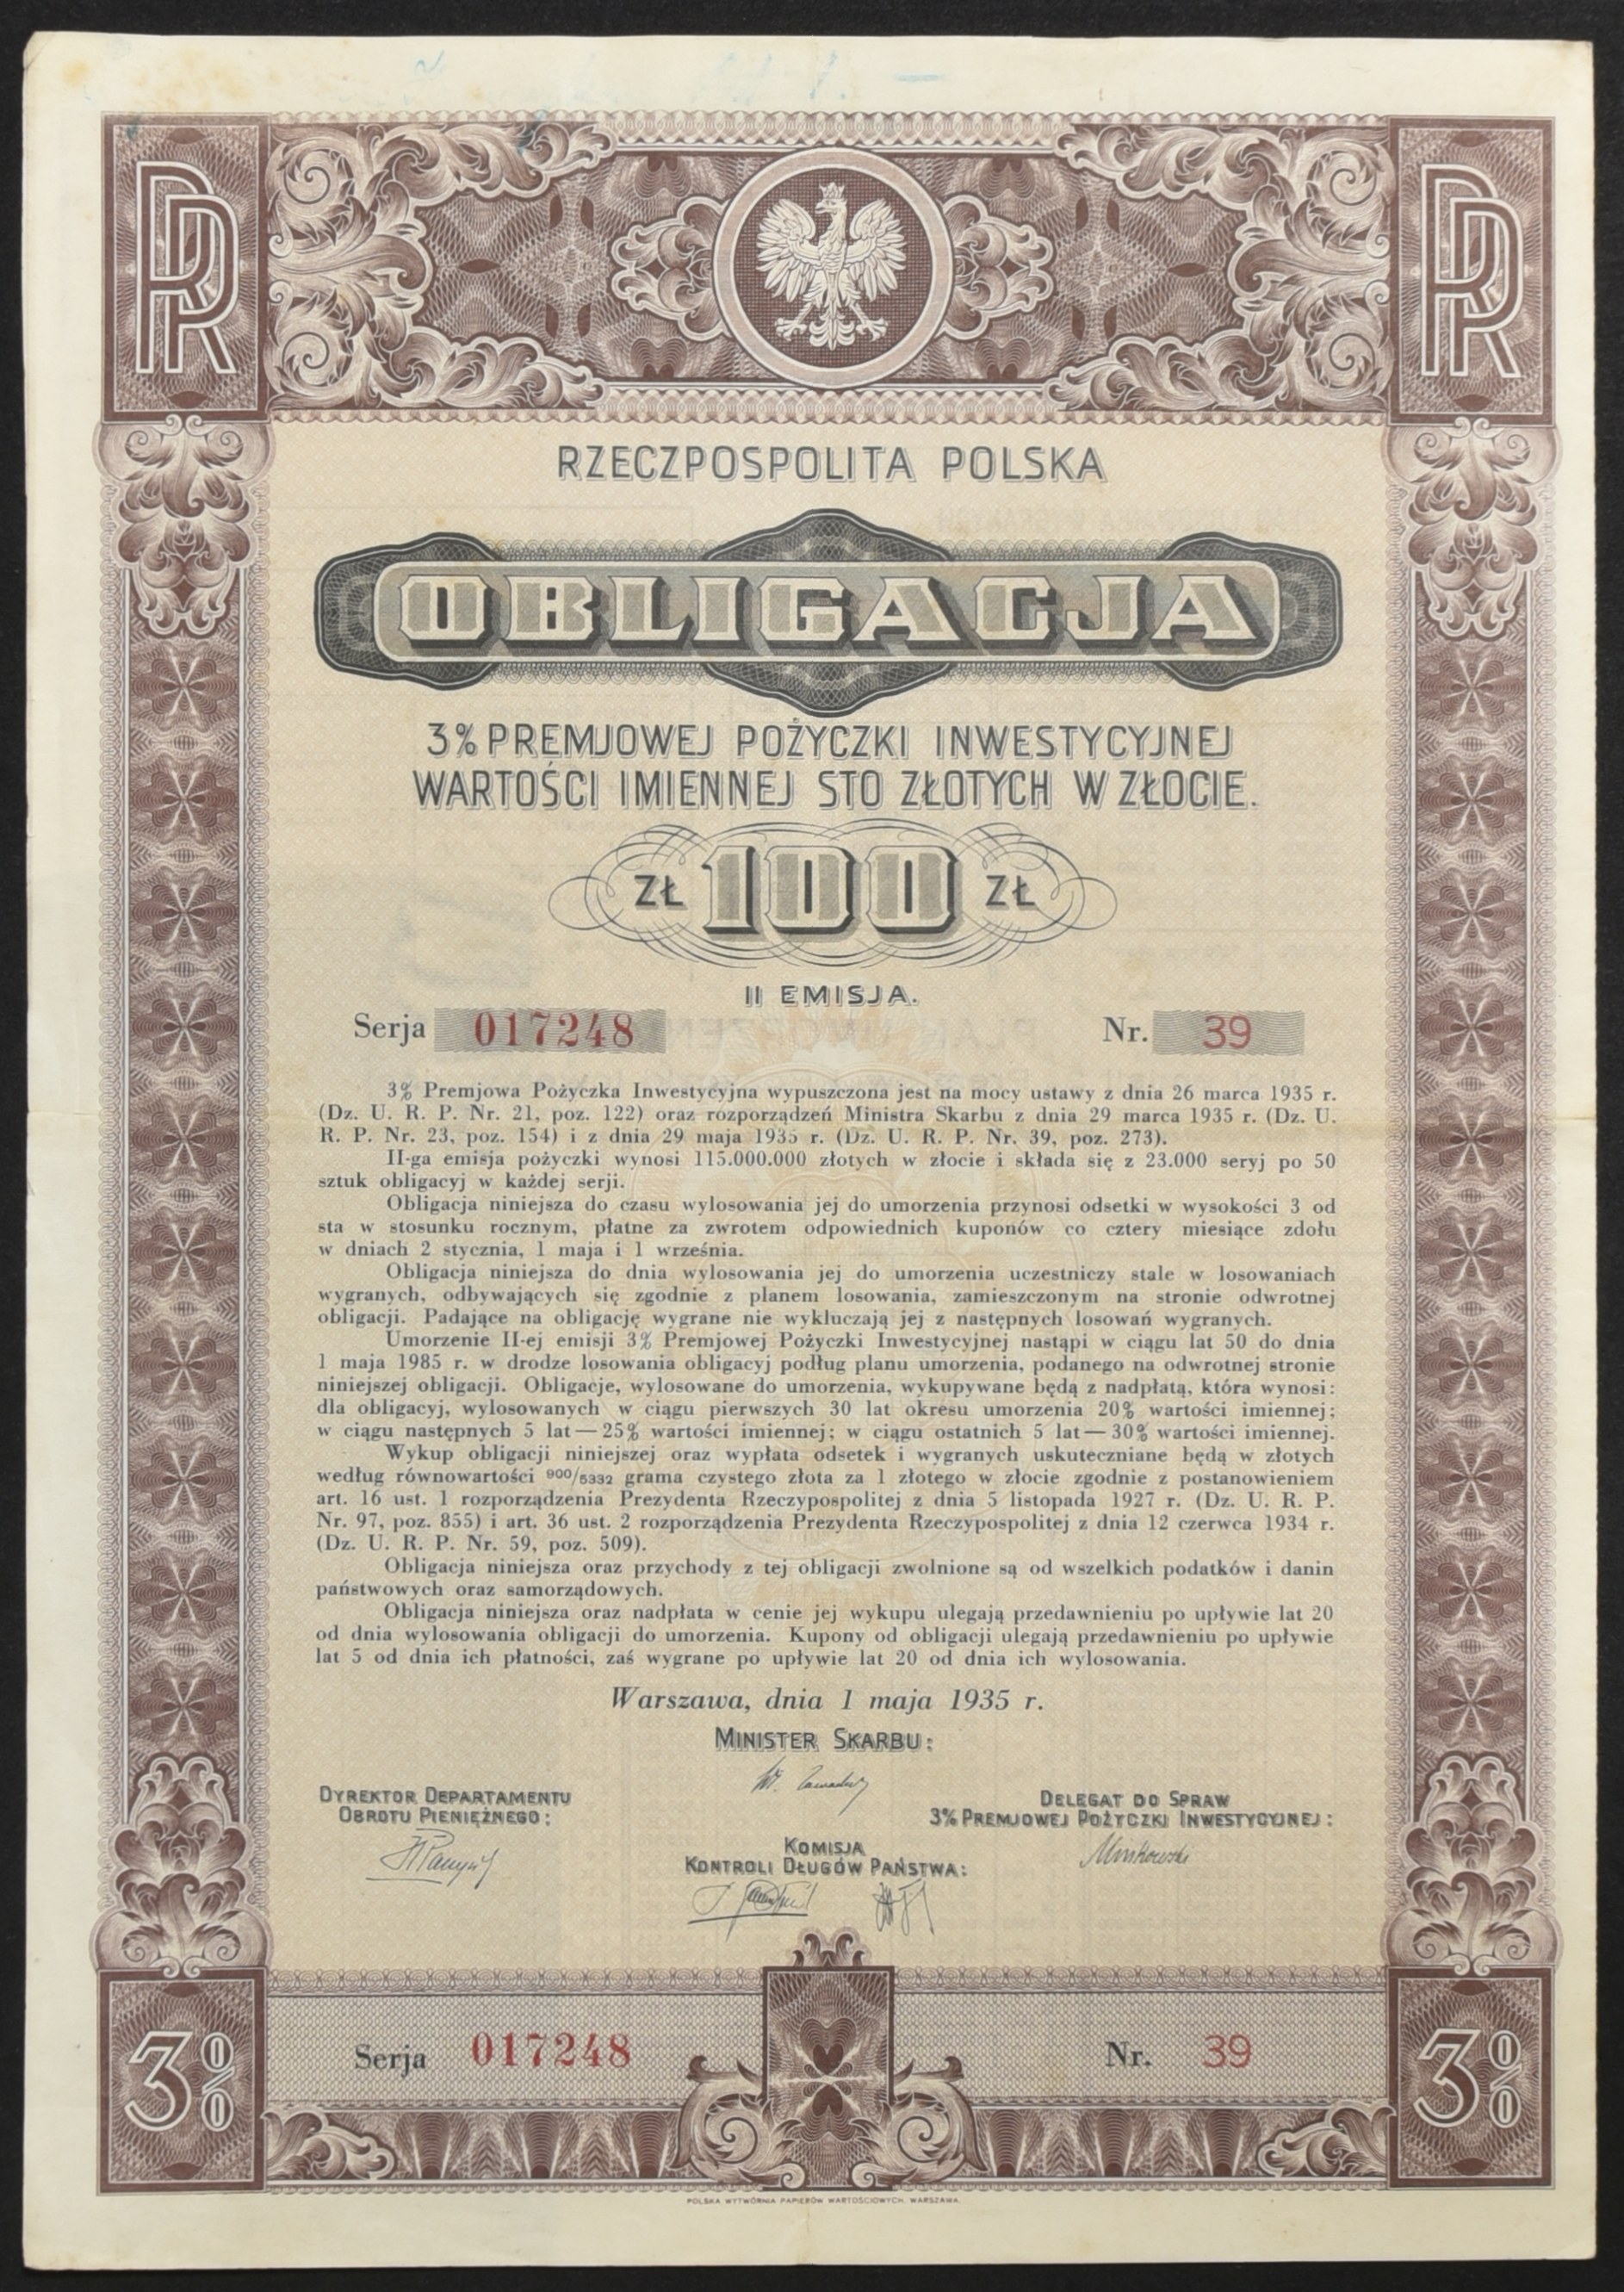 RP
RP
RZECZPOSPOLITA POLSKA
OBLIGACJA
3% PREMJOWEJ POŻYCZKI INWESTYCYJNEJ
WARTOŚCI IMIENNEJ STO ZŁOTYCH W ZŁOCIE.
ZŁ 100 ZŁ
II EMISJA.
Serja 017248 Nr. 39
3% Premjowa Pożyczka Inwestycyjna wypuszczona jest na mocy ustawy z dnia 26 marca 1935 r.
(Dz. U. R. P. Nr. 21, poz. 122) oraz rozporządzeń Ministra Skarbu z dnia 29 marca 1935 r. (Dz. U.
R. P. Nr. 23, poz. 154) i z dnia 29 maja 1935 r. (Dz. U. R. P. Nr. 39, poz. 273).
II-ga emisja pożyczki wynosi 115.000.000 złotych w złocie i składa się z 23.000 seryj po 50
sztuk obligacyj w każdej serji.
Obligacja niniejsza do czasu wylosowania jej do umorzenia przynosi odsetki w wysokości 3 od
sta w stosunku rocznym, płatne za zwrotem odpowiednich kuponów co cztery miesiące zdołu
w dniach 2 stycznia, 1 maja i 1 września.
Obligacja niniejsza do dnia wylosowania jej do umorzenia uczestniczy stale w losowaniach
wygranych, odbywających się zgodnie z planem losowania, zamieszczonym na stronie odwrotnej
obligacji. Padające na obligację wygrane nie wykluczają jej z następnych losowań wygranych.
Umorzenie II-ej emisji 3% Premjowej Pożyczki Inwestycyjnej nastąpi w ciągu lat 50 do dnia
1 maja 1985 r. w drodze losowania obligacyj podług planu umorzenia, podanego na odwrotnej stronie
niniejszej obligacji. Obligacje, wylosowane do umorzenia, wykupywane będą z nadpłatą, która wynosi:
dla obligacyj, wylosowanych w ciągu pierwszych 30 lat okresu umorzenia 20% wartości imiennej;
w ciągu następnych 5 lat — 25% wartości imiennej; w ciągu ostatnich 5 lat — 30% wartości imiennej.
Wykup obligacji niniejszej oraz wypłata odsetek i wygranych uskuteczniane będą w złotych
według równowartości 900/5332 grama czystego złota za 1 złotego w złocie zgodnie z postanowieniem
art. 16 ust. 1 rozporządzenia Prezydenta Rzeczypospolitej z dnia 5 listopada 1927 r. (Dz. U. R. P.
Nr. 97, poz. 855) i art. 36 ust. 2 rozporządzenia Prezydenta Rzeczypospolitej z dnia 12 czerwca 1934 r.
(Dz. U. R. P. Nr. 59, poz. 509).
Obligacja niniejsza oraz przychody z tej obligacji zwolnione są od wszelkich podatków i danin
państwowych oraz samorządowych.
Obligacja niniejsza oraz nadpłata w cenie jej wykupu ulegają przedawnieniu po upływie lat 20
od dnia wylosowania obligacji do umorzenia. Kupony od obligacji ulegają przedawnieniu po upływie
lat 5 od dnia ich płatności, zaś wygrane po upływie lat 20 od dnia ich wylosowania.
Warszawa, dnia 1 maja 1935 r.
MINISTER SKARBU:
DYREKTOR DEPARTAMENTU
OBROTU PIENIĘŻNEGO:
DELEGAT DO SPRAW
3% PREMJOWEJ POŻYCZKI INWESTYCYJNEJ:
KOMISJA
KONTROLI DŁUGÓW PAŃSTWA:
Serja 017248 Nr. 39
3%
3%
POLSKA WYTWÓRNIA PAPIERÓW WARTOŚCIOWYCH. WARSZAWA